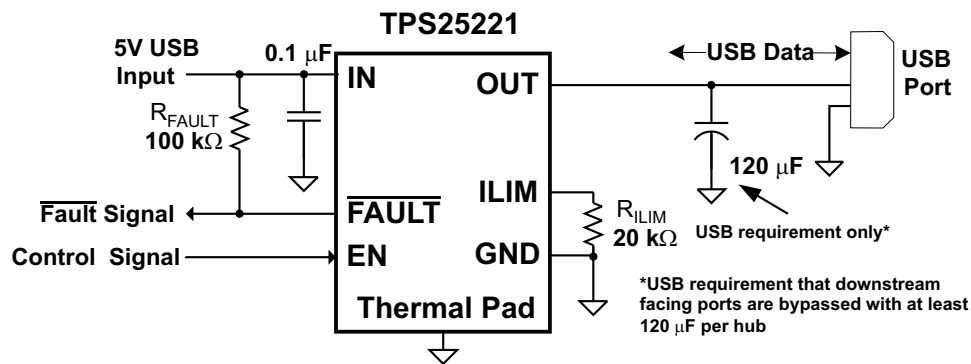 TPS25221
5V USB
Input
0.1 μF
USB Data
USB
Port
IN
OUT
R_FAULT
100 kΩ
120 μF
ILIM
Fault Signal
FAULT
R_ILIM
20 kΩ
USB requirement only*
Control Signal
EN
GND
*USB requirement that downstream
facing ports are bypassed with at least
120 μF per hub
Thermal Pad